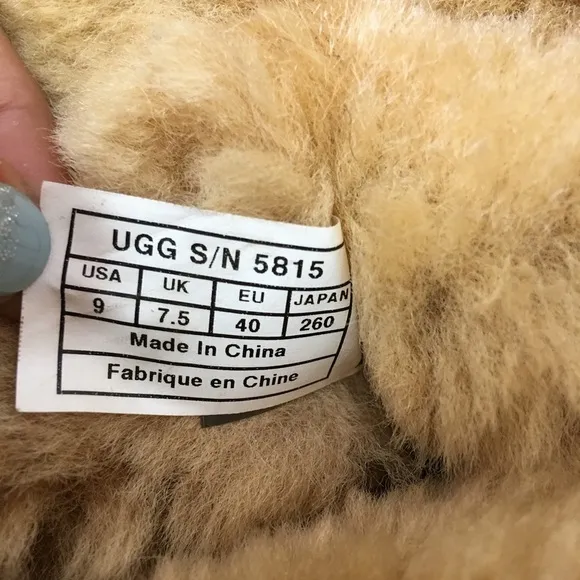 UGG S/N 5815
USA UK EU JAPAN
9 7.5 40 260
Made In China
Fabrique en Chine